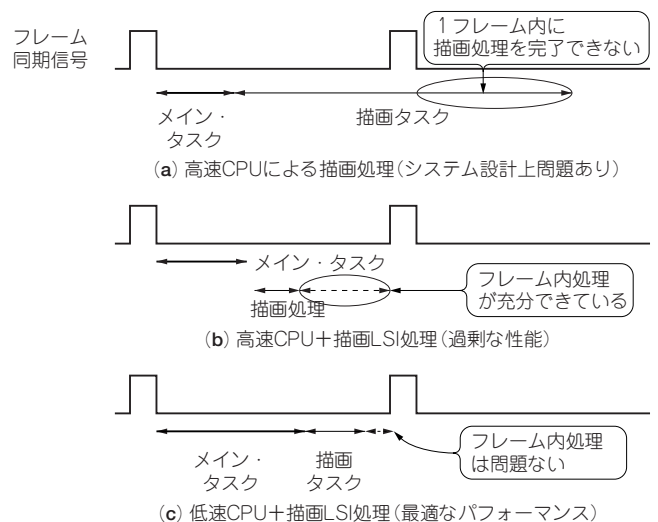 フレーム
同期信号
1フレーム内に
描画処理を完了できない
メイン・
タスク
描画タスク
(a) 高速CPUによる描画処理(システム設計上問題あり)
メイン・タスク
描画処理
フレーム内処理
が充分できている
(b) 高速CPU+描画LSI処理(過剰な性能)
メイン・
タスク
描画
タスク
フレーム内処理
は問題ない
(c) 低速CPU+描画LSI処理(最適なパフォーマンス)